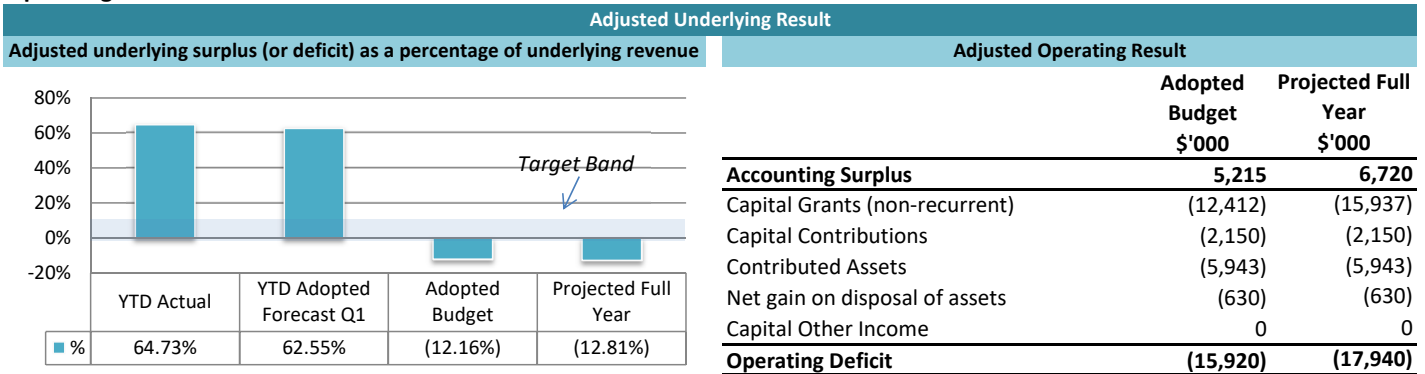 Adjusted Underlying Result
Adjusted underlying surplus (or deficit) as a percentage of underlying revenue
80%
60%
40%
20%
0%
-20%
Target Band
YTD Actual
YTD Adopted
Forecast Q1
Adopted
Budget
Projected Full
Year
% 64.73% 62.55% (12.16%) (12.81%)
Adjusted Operating Result
Adopted Projected Full
Budget Year
$'000 $'000
Accounting Surplus 5,215 6,720
Capital Grants (non-recurrent) (12,412) (15,937)
Capital Contributions (2,150) (2,150)
Contributed Assets (5,943) (5,943)
Net gain on disposal of assets (630) (630)
Capital Other Income 0 0
Operating Deficit (15,920) (17,940)